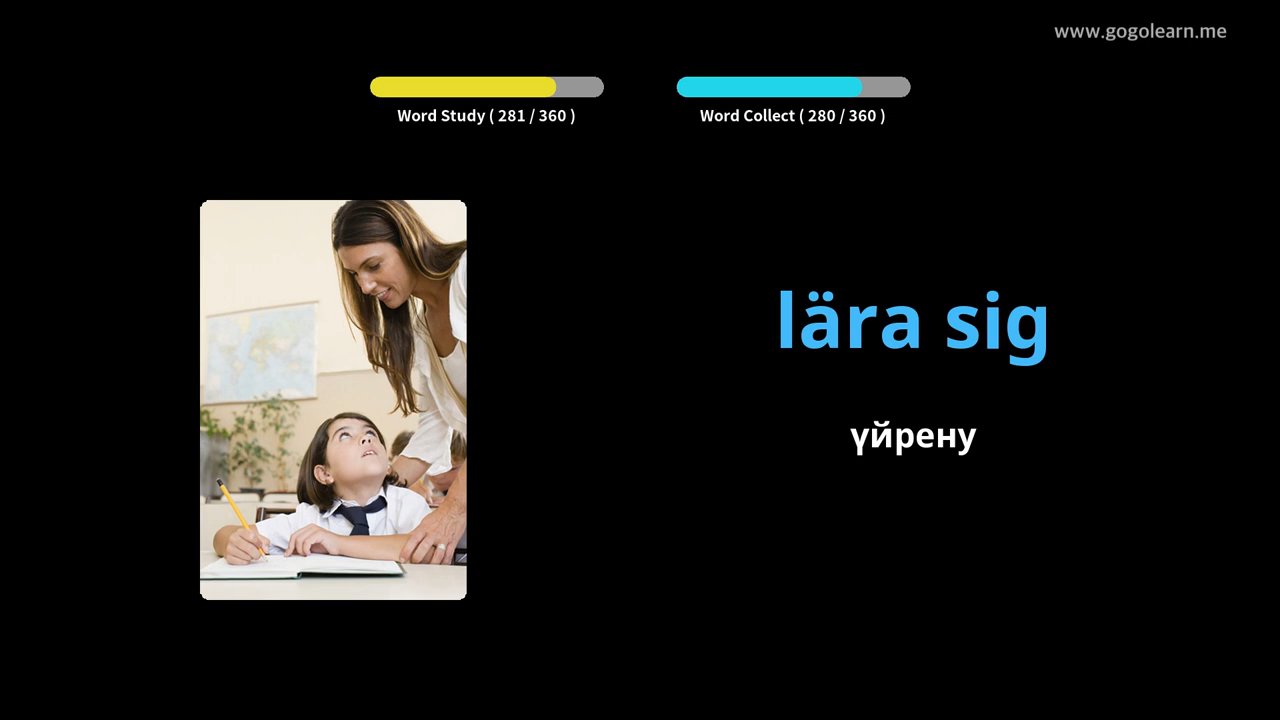 www.gogolearn.me
Word Study ( 281 / 360 )
Word Collect ( 280 / 360 )
lära sig
үйрену